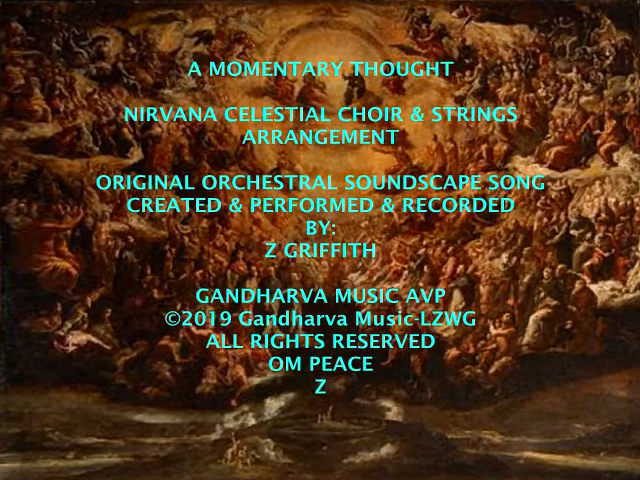 A MOMENTARY THOUGHT
NIRVANA CELESTIAL CHOIR & STRINGS
ARRANGEMENT
ORIGINAL ORCHESTRAL SOUNDSCAPE SONG
CREATED & PERFORMED & RECORDED
BY:
Z GRIFFITH
GANDHARVA MUSIC AVP
©2019 Gandharva Music-LZWG
ALL RIGHTS RESERVED
OM PEACE
Z